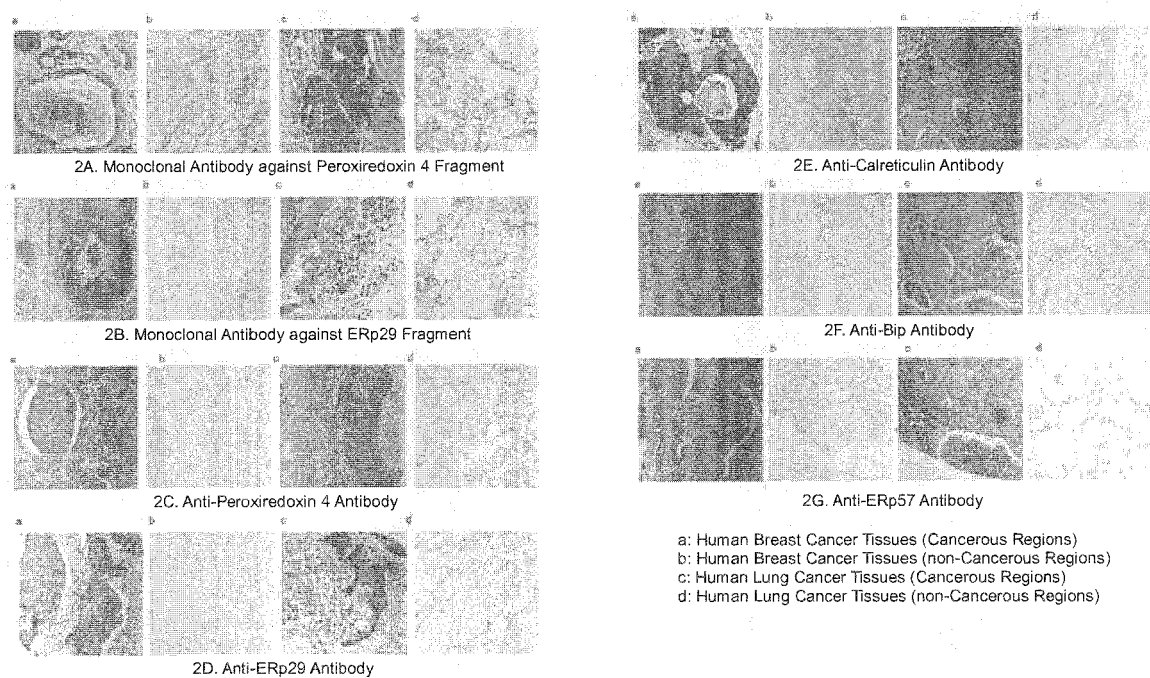 a b c d
2A. Monoclonal Antibody against Peroxiredoxin 4 Fragment
a b c d
2B. Monoclonal Antibody against ERp29 Fragment
a b c d
2C. Anti-Peroxiredoxin 4 Antibody
a b c d
2D. Anti-ERp29 Antibody
a b c d
2E. Anti-Calreticulin Antibody
a b c d
2F. Anti-Bip Antibody
a b c d
2G. Anti-ERp57 Antibody
a: Human Breast Cancer Tissues (Cancerous Regions)
b: Human Breast Cancer Tissues (non-Cancerous Regions)
c: Human Lung Cancer Tissues (Cancerous Regions)
d: Human Lung Cancer Tissues (non-Cancerous Regions)